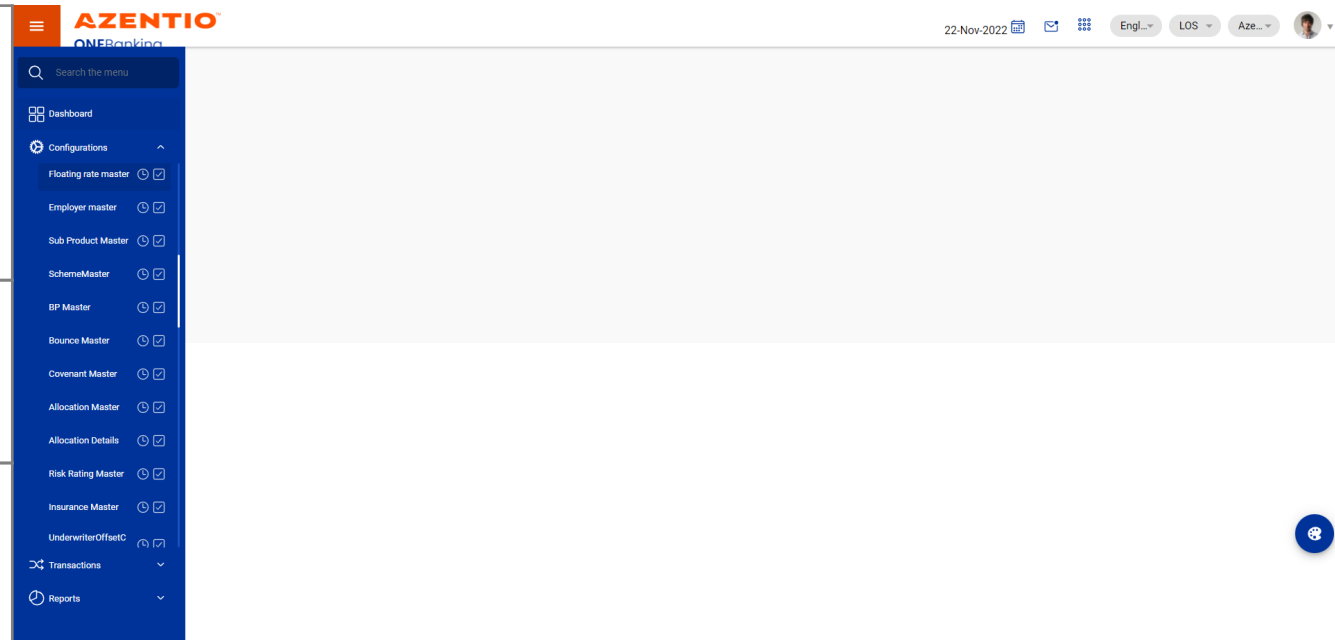 AZENTIO
ONEBanking
22-Nov-2022
Engl...
LOS
Aze...
Search the menu
Dashboard
Configurations
Floating rate master
Employer master
Sub Product Master
SchemeMaster
BP Master
Bounce Master
Covenant Master
Allocation Master
Allocation Details
Risk Rating Master
Insurance Master
UnderwriterOffsetC
Transactions
Reports